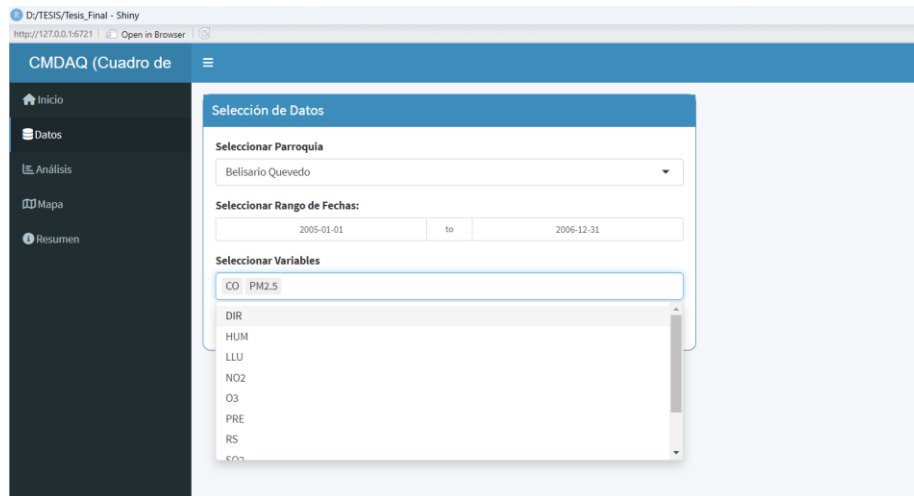 D:/TESIS/Tesis_Final - Shiny
http://127.0.0.1:6721 Open in Browser
CMDAQ (Cuadro de
Inicio
Datos
Análisis
Mapa
Resumen
Selección de Datos
Seleccionar Parroquia
Belisario Quevedo
Seleccionar Rango de Fechas:
2005-01-01 to 2006-12-31
Seleccionar Variables
CO PM2.5
DIR
HUM
LLU
NO2
O3
PRE
RS
SO2